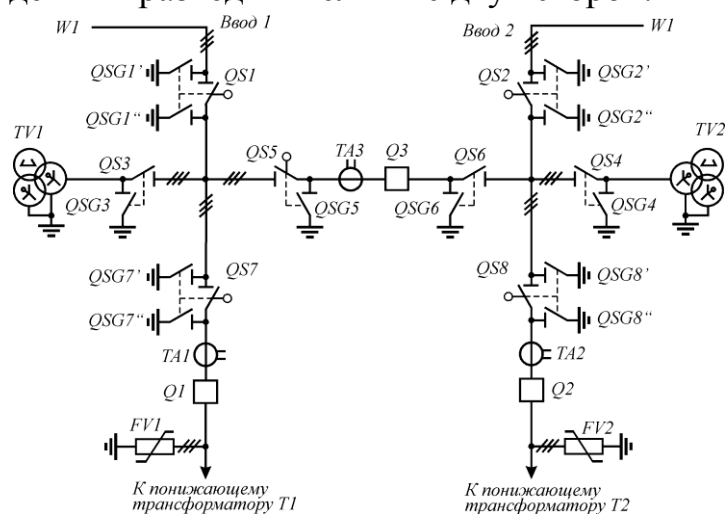 W1
Ввод 1
Ввод 2
W1
QSG1'
QS1
QS2
QSG2'
QSG1"
QSG2"
TV1
TV2
QS3
QS5
TA3
Q3
QS6
QS4
QSG3
QSG5
QSG6
QSG4
QSG7'
QS7
QS8
QSG8'
QSG7"
QSG8"
TA1
TA2
Q1
Q2
FV1
FV2
К понижающему
трансформатору Т1
К понижающему
трансформатору Т2